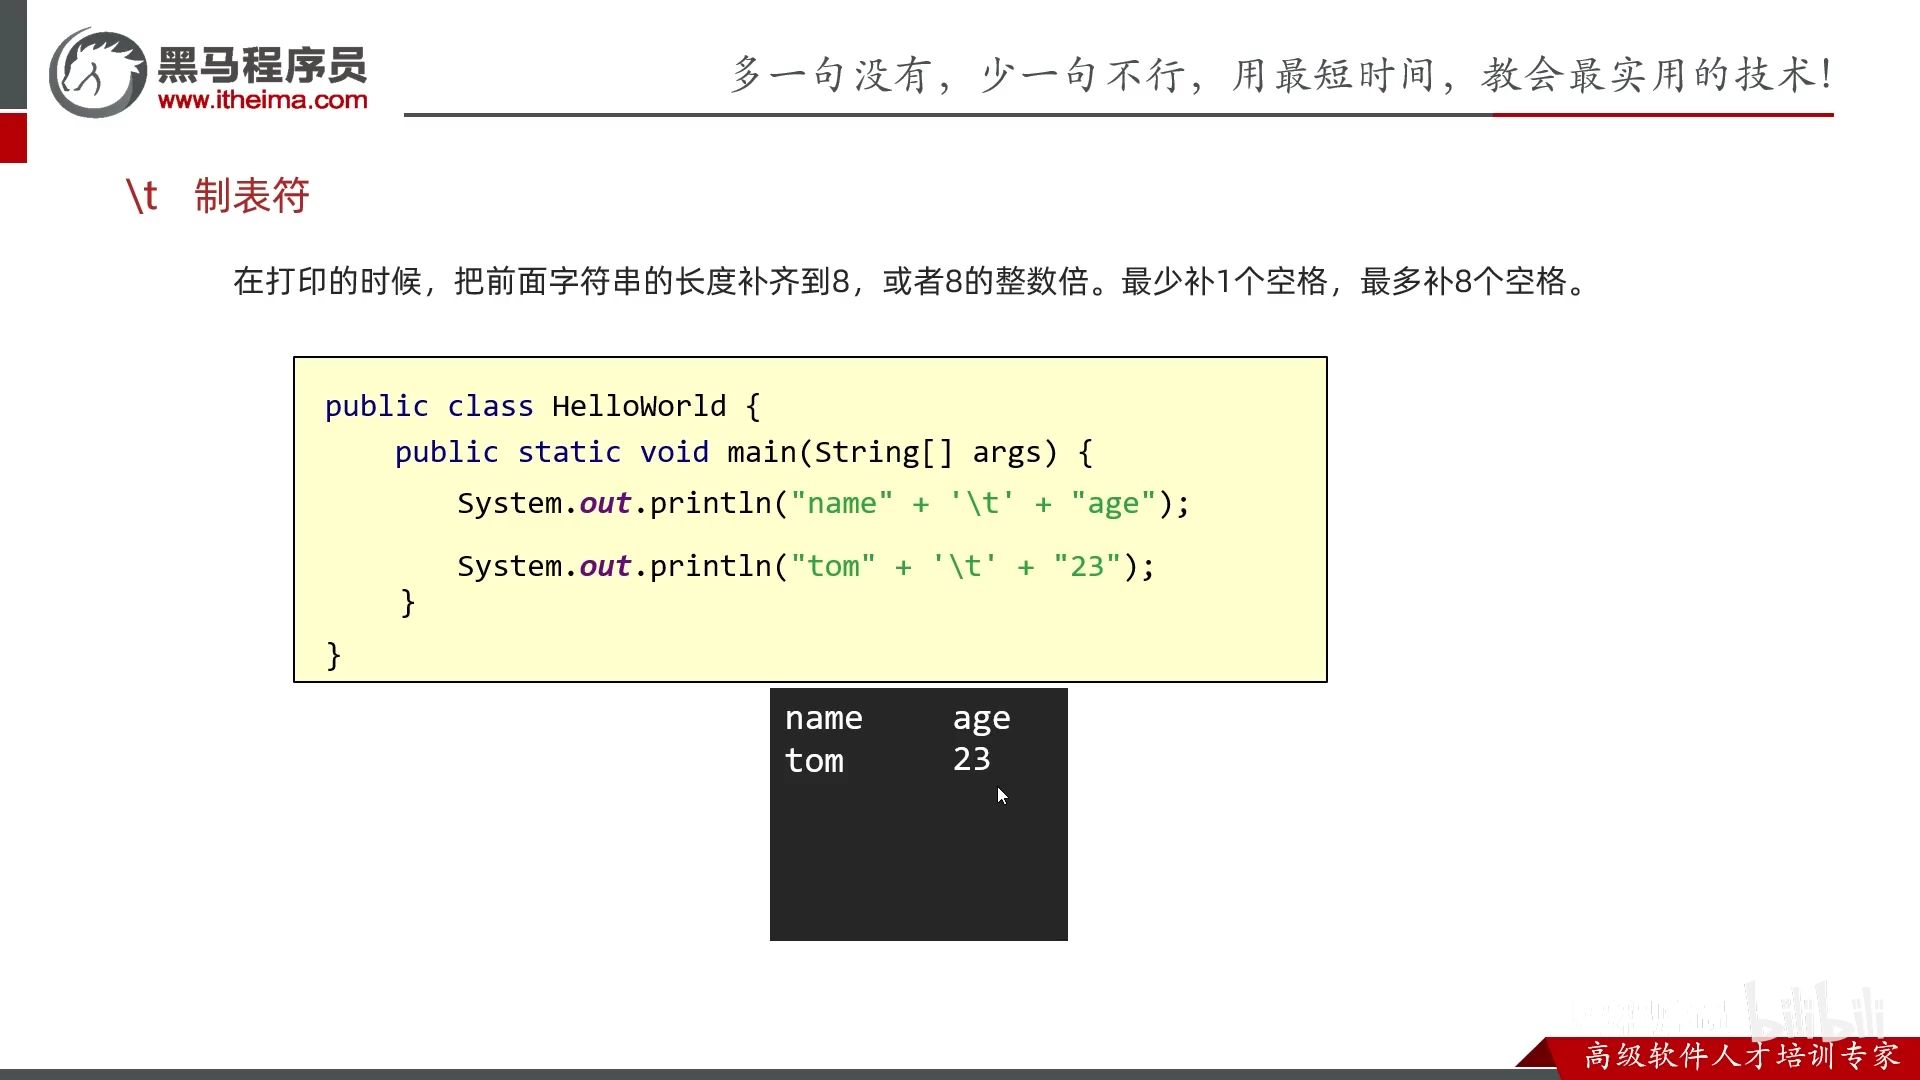 黑马程序员
www.itheima.com
多一句没有，少一句不行，用最短时间，教会最实用的技术！
\t 制表符
在打印的时候，把前面字符串的长度补齐到8，或者8的整数倍。最少补1个空格，最多补8个空格。
public class HelloWorld {
    public static void main(String[] args) {
        System.out.println("name" + '\t' + "age");
        System.out.println("tom" + '\t' + "23");
    }
}
name age
tom 23
bilibili
高级软件人才培训专家